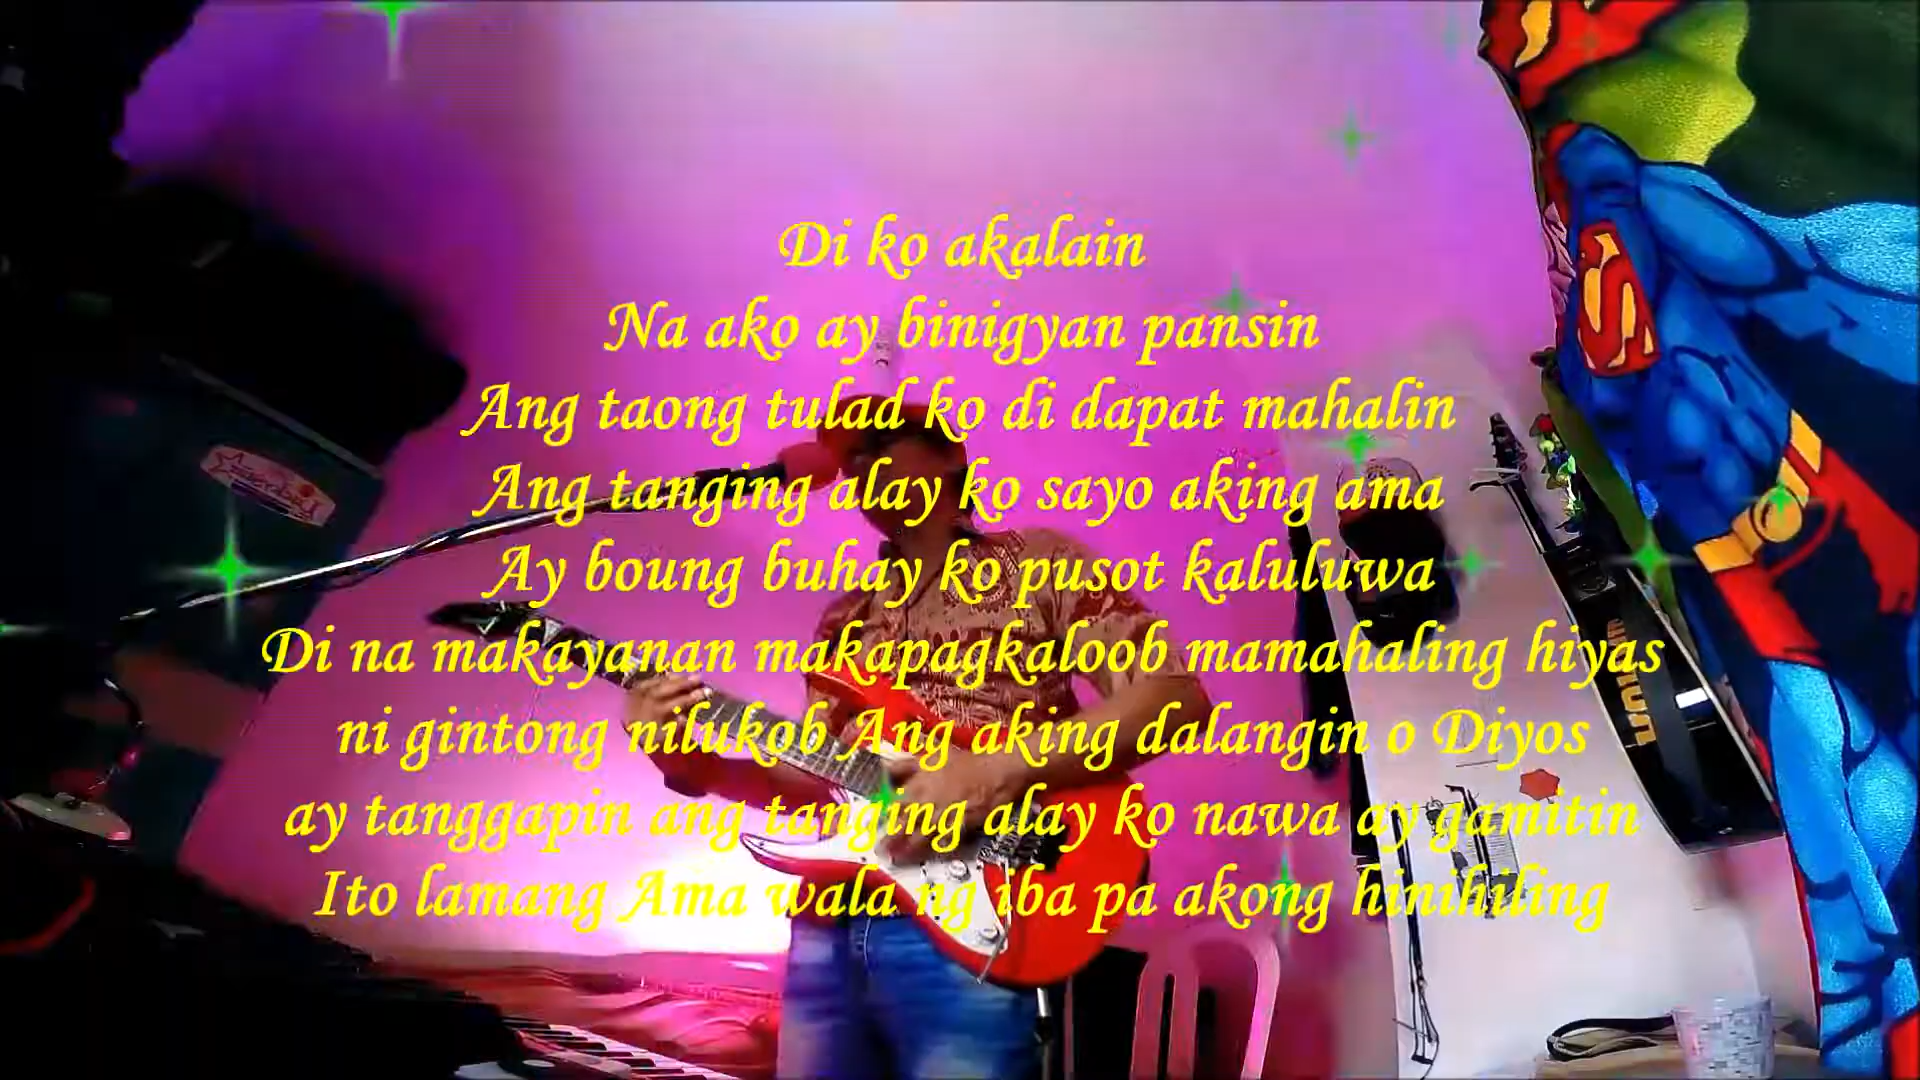 Di ko akalain
Na ako ay binigyan pansin
Ang taong tulad ko di dapat mahalin
Ang tanging alay ko sayo aking ama
Ay boung buhay ko pusot kaluluwa
Di na makayanan makapagkaloob mamahaling hiyas
ni gintong nilukob Ang aking dalangin o Diyos
ay tanggapin ang tanging alay ko nawa ay gamitin
Ito lamang Ama wala ng iba pa akong hinihiling